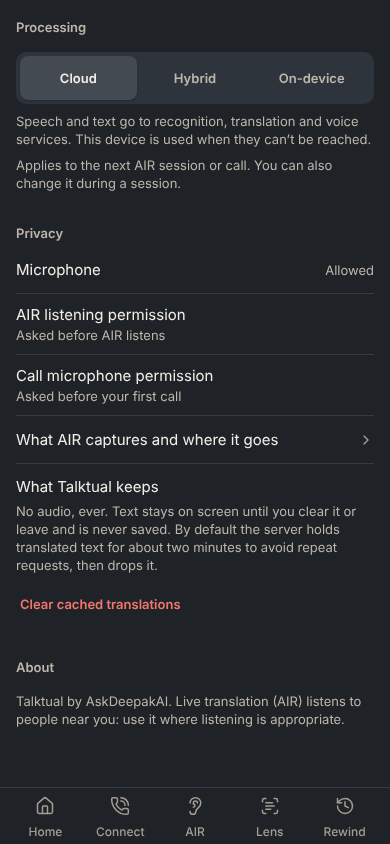 Processing
Cloud
Hybrid
On-device
Speech and text go to recognition, translation and voice
services. This device is used when they can’t be reached.
Applies to the next AIR session or call. You can also
change it during a session.
Privacy
Microphone
Allowed
AIR listening permission
Asked before AIR listens
Call microphone permission
Asked before your first call
What AIR captures and where it goes
What Talktual keeps
No audio, ever. Text stays on screen until you clear it or
leave and is never saved. By default the server holds
translated text for about two minutes to avoid repeat
requests, then drops it.
Clear cached translations
About
Talktual by AskDeepakAI. Live translation (AIR) listens to
people near you: use it where listening is appropriate.
Home
Connect
AIR
Lens
Rewind